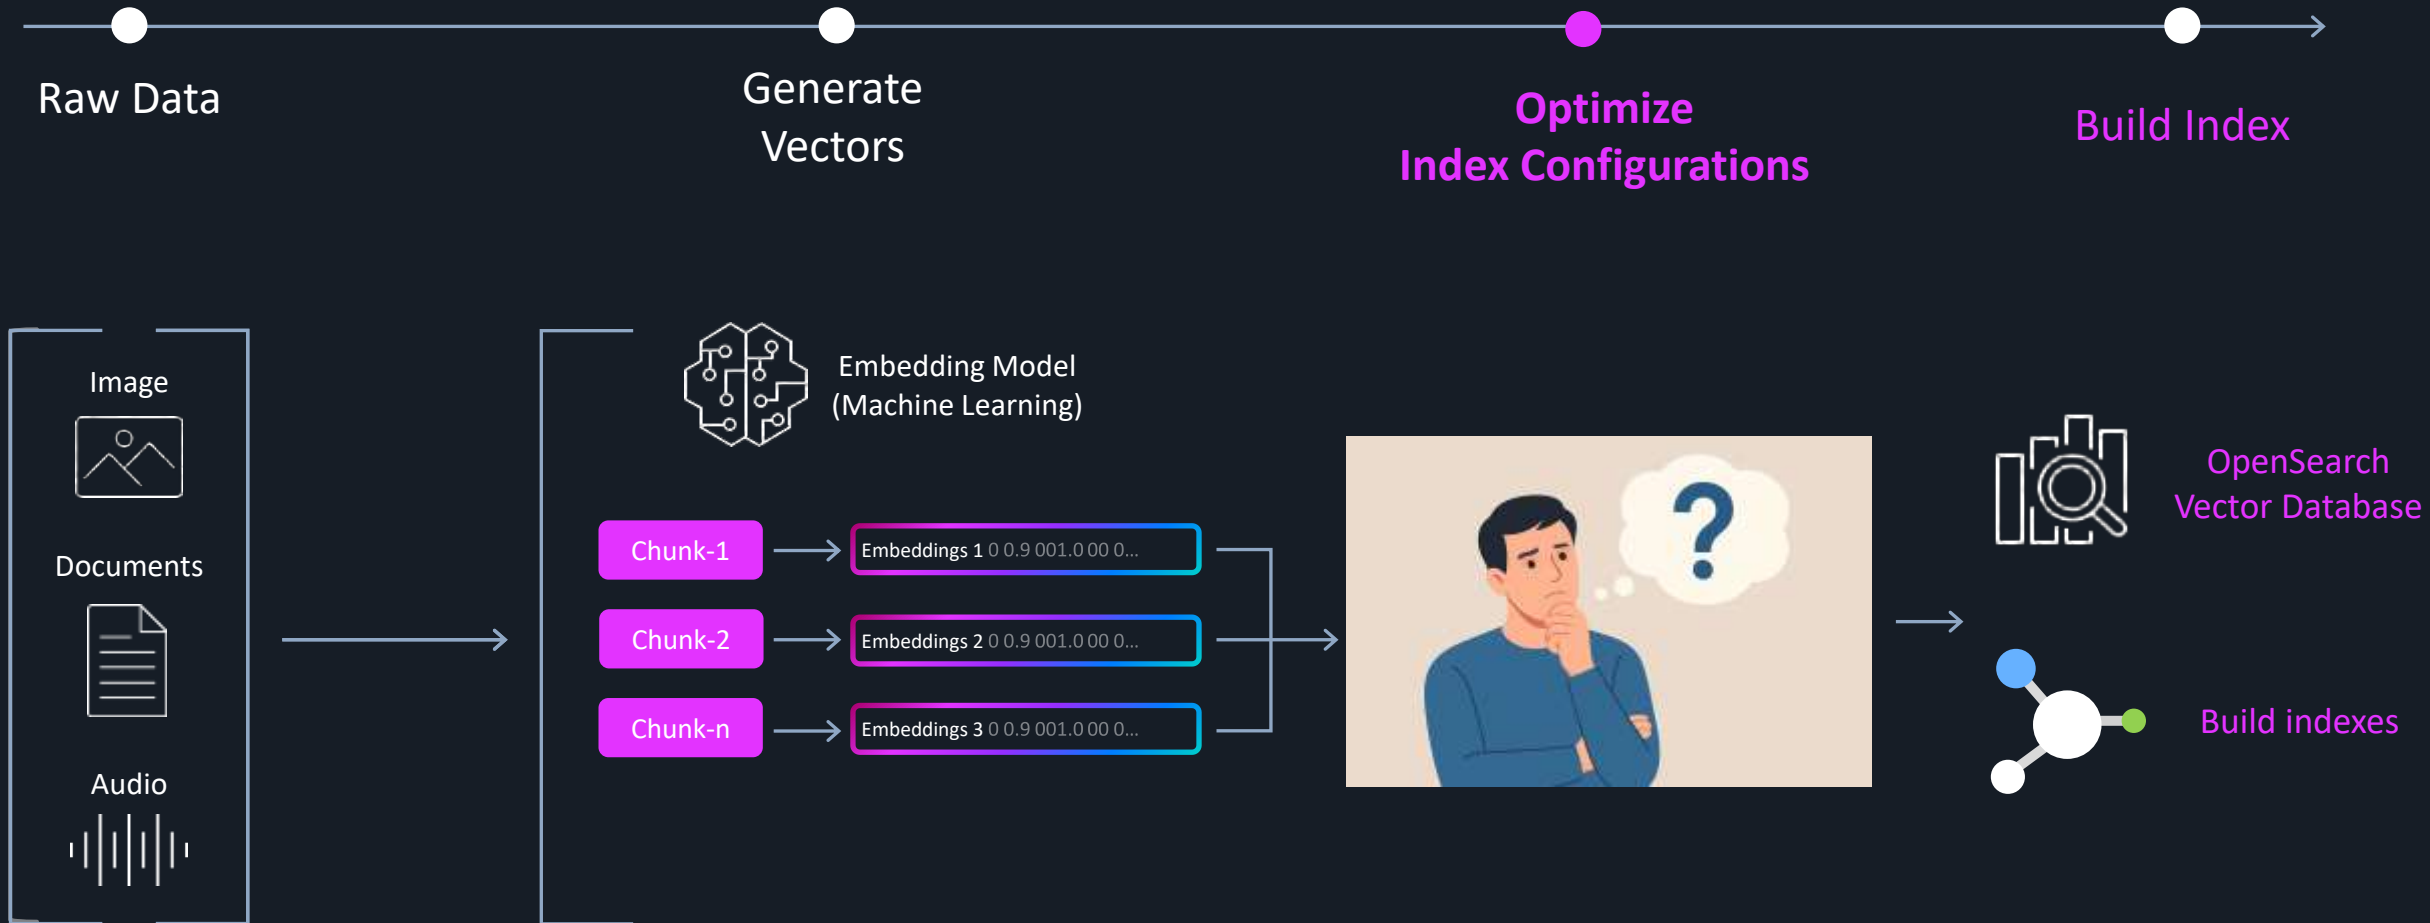 Raw Data
Generate
Vectors
Optimize
Index Configurations
Build Index
Image
Documents
Audio
Embedding Model
(Machine Learning)
Chunk-1
Embeddings 1 0 0.9 001.0 00 0...
Chunk-2
Embeddings 2 0 0.9 001.0 00 0...
Chunk-n
Embeddings 3 0 0.9 001.0 00 0...
?
OpenSearch
Vector Database
Build indexes